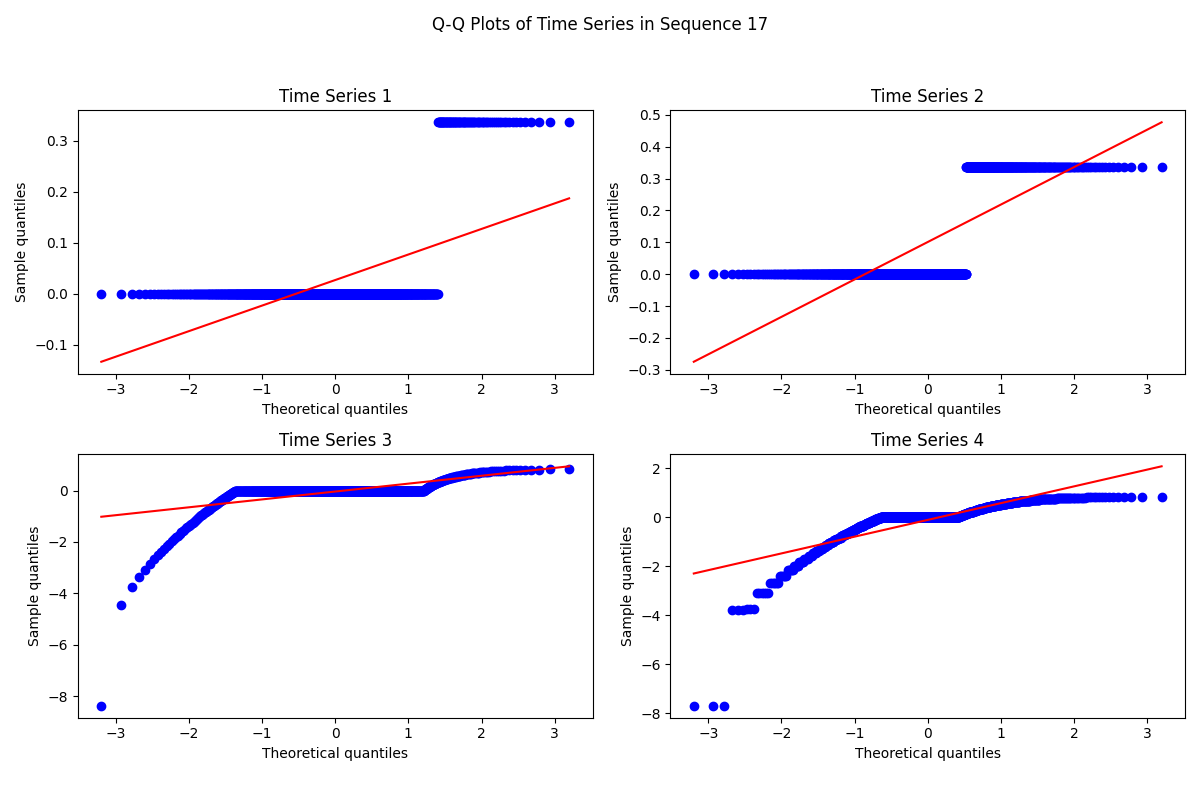 Q-Q Plots of Time Series in Sequence 17
Time Series 1
Sample quantiles
0.3
0.2
0.1
0.0
−0.1
−3 −2 −1 0 1 2 3
Theoretical quantiles
Time Series 2
Sample quantiles
0.5
0.4
0.3
0.2
0.1
0.0
−0.1
−0.2
−0.3
−3 −2 −1 0 1 2 3
Theoretical quantiles
Time Series 3
Sample quantiles
0
−2
−4
−6
−8
−3 −2 −1 0 1 2 3
Theoretical quantiles
Time Series 4
Sample quantiles
2
0
−2
−4
−6
−8
−3 −2 −1 0 1 2 3
Theoretical quantiles